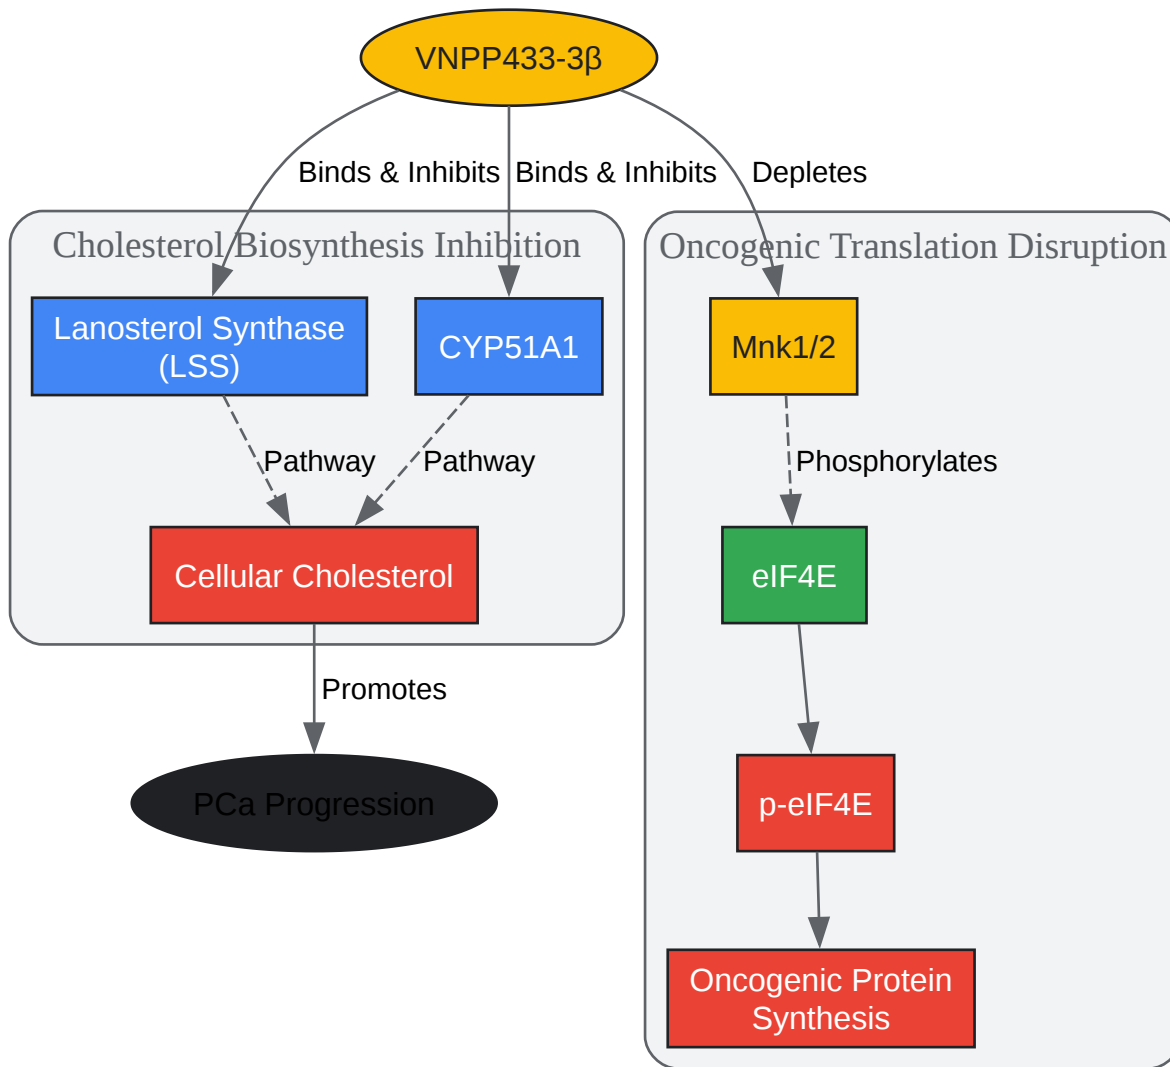 VNPP433-3β
Binds & Inhibits
Binds & Inhibits
Depletes
Cholesterol Biosynthesis Inhibition
Oncogenic Translation Disruption
Lanosterol Synthase
(LSS)
CYP51A1
Mnk1/2
Pathway
Pathway
Phosphorylates
Cellular Cholesterol
eIF4E
Promotes
PCa Progression
p-eIF4E
Oncogenic Protein
Synthesis